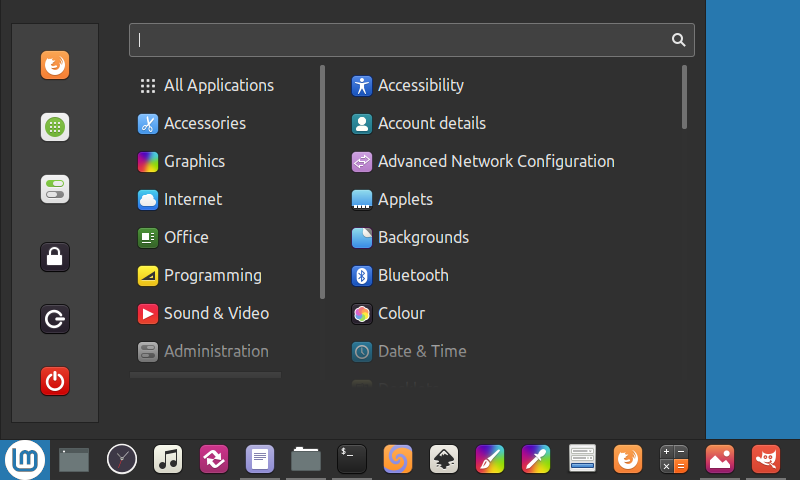 All Applications
Accessories
Graphics
Internet
Office
Programming
Sound & Video
Administration
Accessibility
Account details
Advanced Network Configuration
Applets
Backgrounds
Bluetooth
Colour
Date & Time